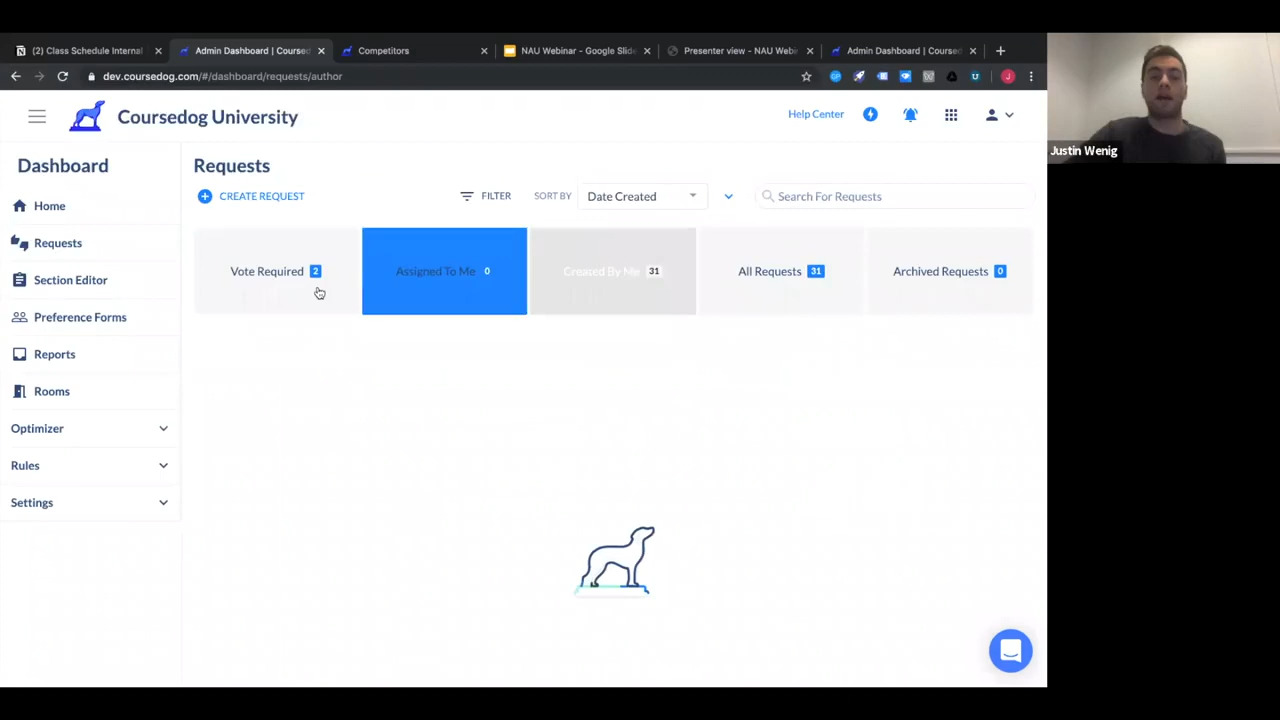 (2) Class Schedule Internal
Admin Dashboard | Coursed
Competitors
NAU Webinar - Google Slide
Presenter view - NAU Webi
Admin Dashboard | Coursed
dev.coursedog.com/#/dashboard/requests/author
Coursedog University
Help Center
Justin Wenig
Dashboard
Home
Requests
Section Editor
Preference Forms
Reports
Rooms
Optimizer
Rules
Settings
Requests
CREATE REQUEST
FILTER
SORT BY
Date Created
Search For Requests
Vote Required 2
Assigned To Me 0
Created By Me 31
All Requests 31
Archived Requests 0